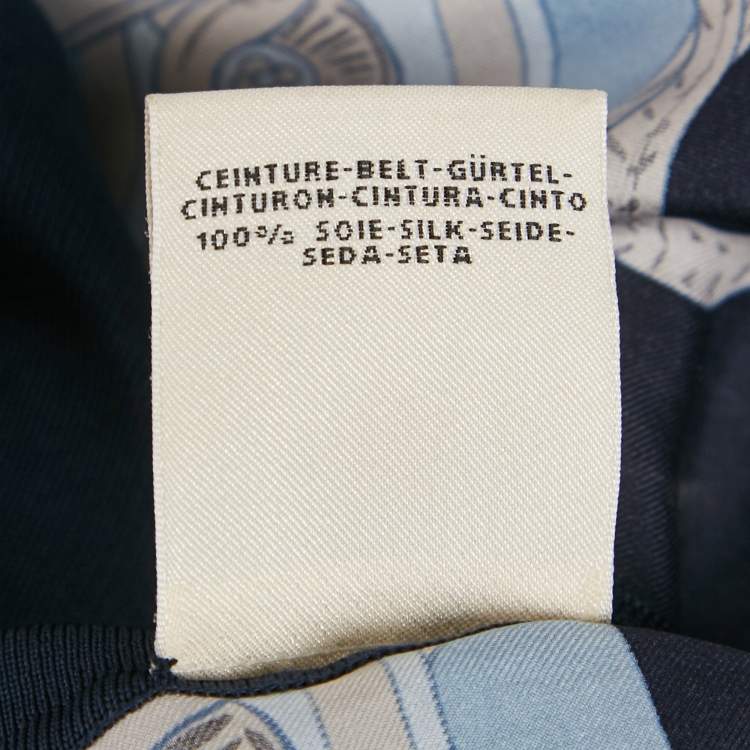 CEINTURE-BELT-GÜRTEL-
CINTURON-CINTURA-CINTO
100% SOIE-SILK-SEIDE-
SEDA-SETA